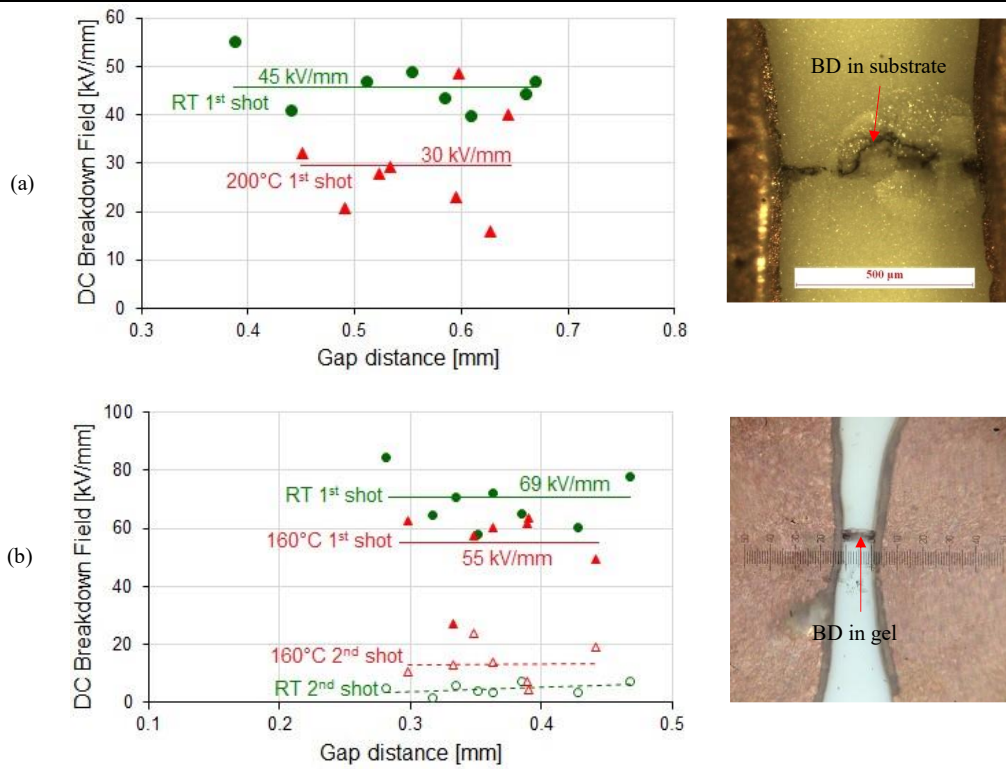 (a)
DC Breakdown Field [kV/mm]
60
50
40
30
20
10
0
45 kV/mm
RT 1st shot
30 kV/mm
200°C 1st shot
0.3 0.4 0.5 0.6 0.7 0.8
Gap distance [mm]
BD in substrate
500 µm
(b)
DC Breakdown Field [kV/mm]
100
80
60
40
20
0
RT 1st shot
69 kV/mm
160°C 1st shot
55 kV/mm
160°C 2nd shot
RT 2nd shot
0.1 0.2 0.3 0.4 0.5
Gap distance [mm]
BD in gel